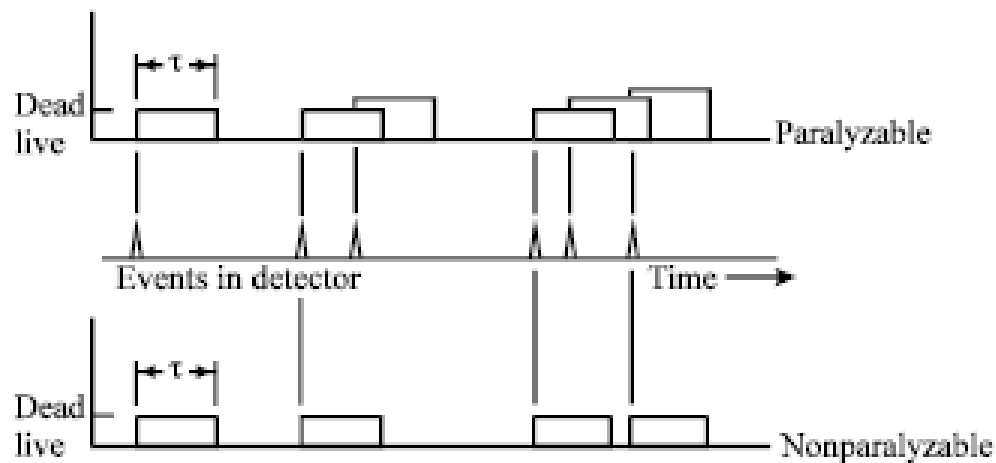 τ
Dead
live
Paralyzable
Events in detector
Time
τ
Dead
live
Nonparalyzable